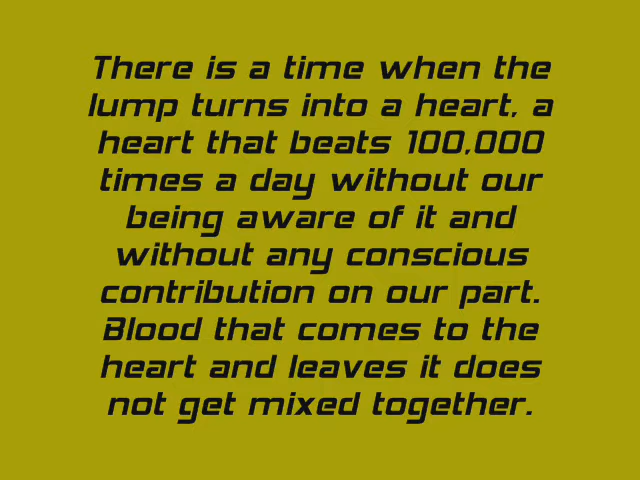 There is a time when the
lump turns into a heart, a
heart that beats 100,000
times a day without our
being aware of it and
without any conscious
contribution on our part.
Blood that comes to the
heart and leaves it does
not get mixed together.